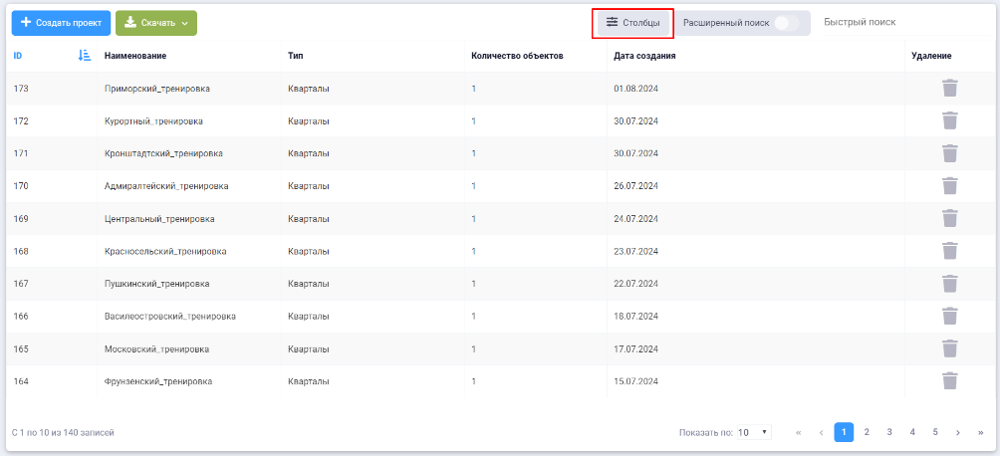 Создать проект Скачать Столбцы Расширенный поиск Быстрый поиск
ID Наименование Тип Количество объектов Дата создания Удаление
173 Приморский_тренировка Кварталы 1 01.08.2024
172 Курортный_тренировка Кварталы 1 30.07.2024
171 Кронштадтский_тренировка Кварталы 1 30.07.2024
170 Адмиралтейский_тренировка Кварталы 1 26.07.2024
169 Центральный_тренировка Кварталы 1 24.07.2024
168 Красносельский_тренировка Кварталы 1 23.07.2024
167 Пушкинский_тренировка Кварталы 1 22.07.2024
166 Василеостровский_тренировка Кварталы 1 18.07.2024
165 Московский_тренировка Кварталы 1 17.07.2024
164 Фрунзенский_тренировка Кварталы 1 15.07.2024
С 1 по 10 из 140 записей Показать по: 10 « ‹ 1 2 3 4 5 › »